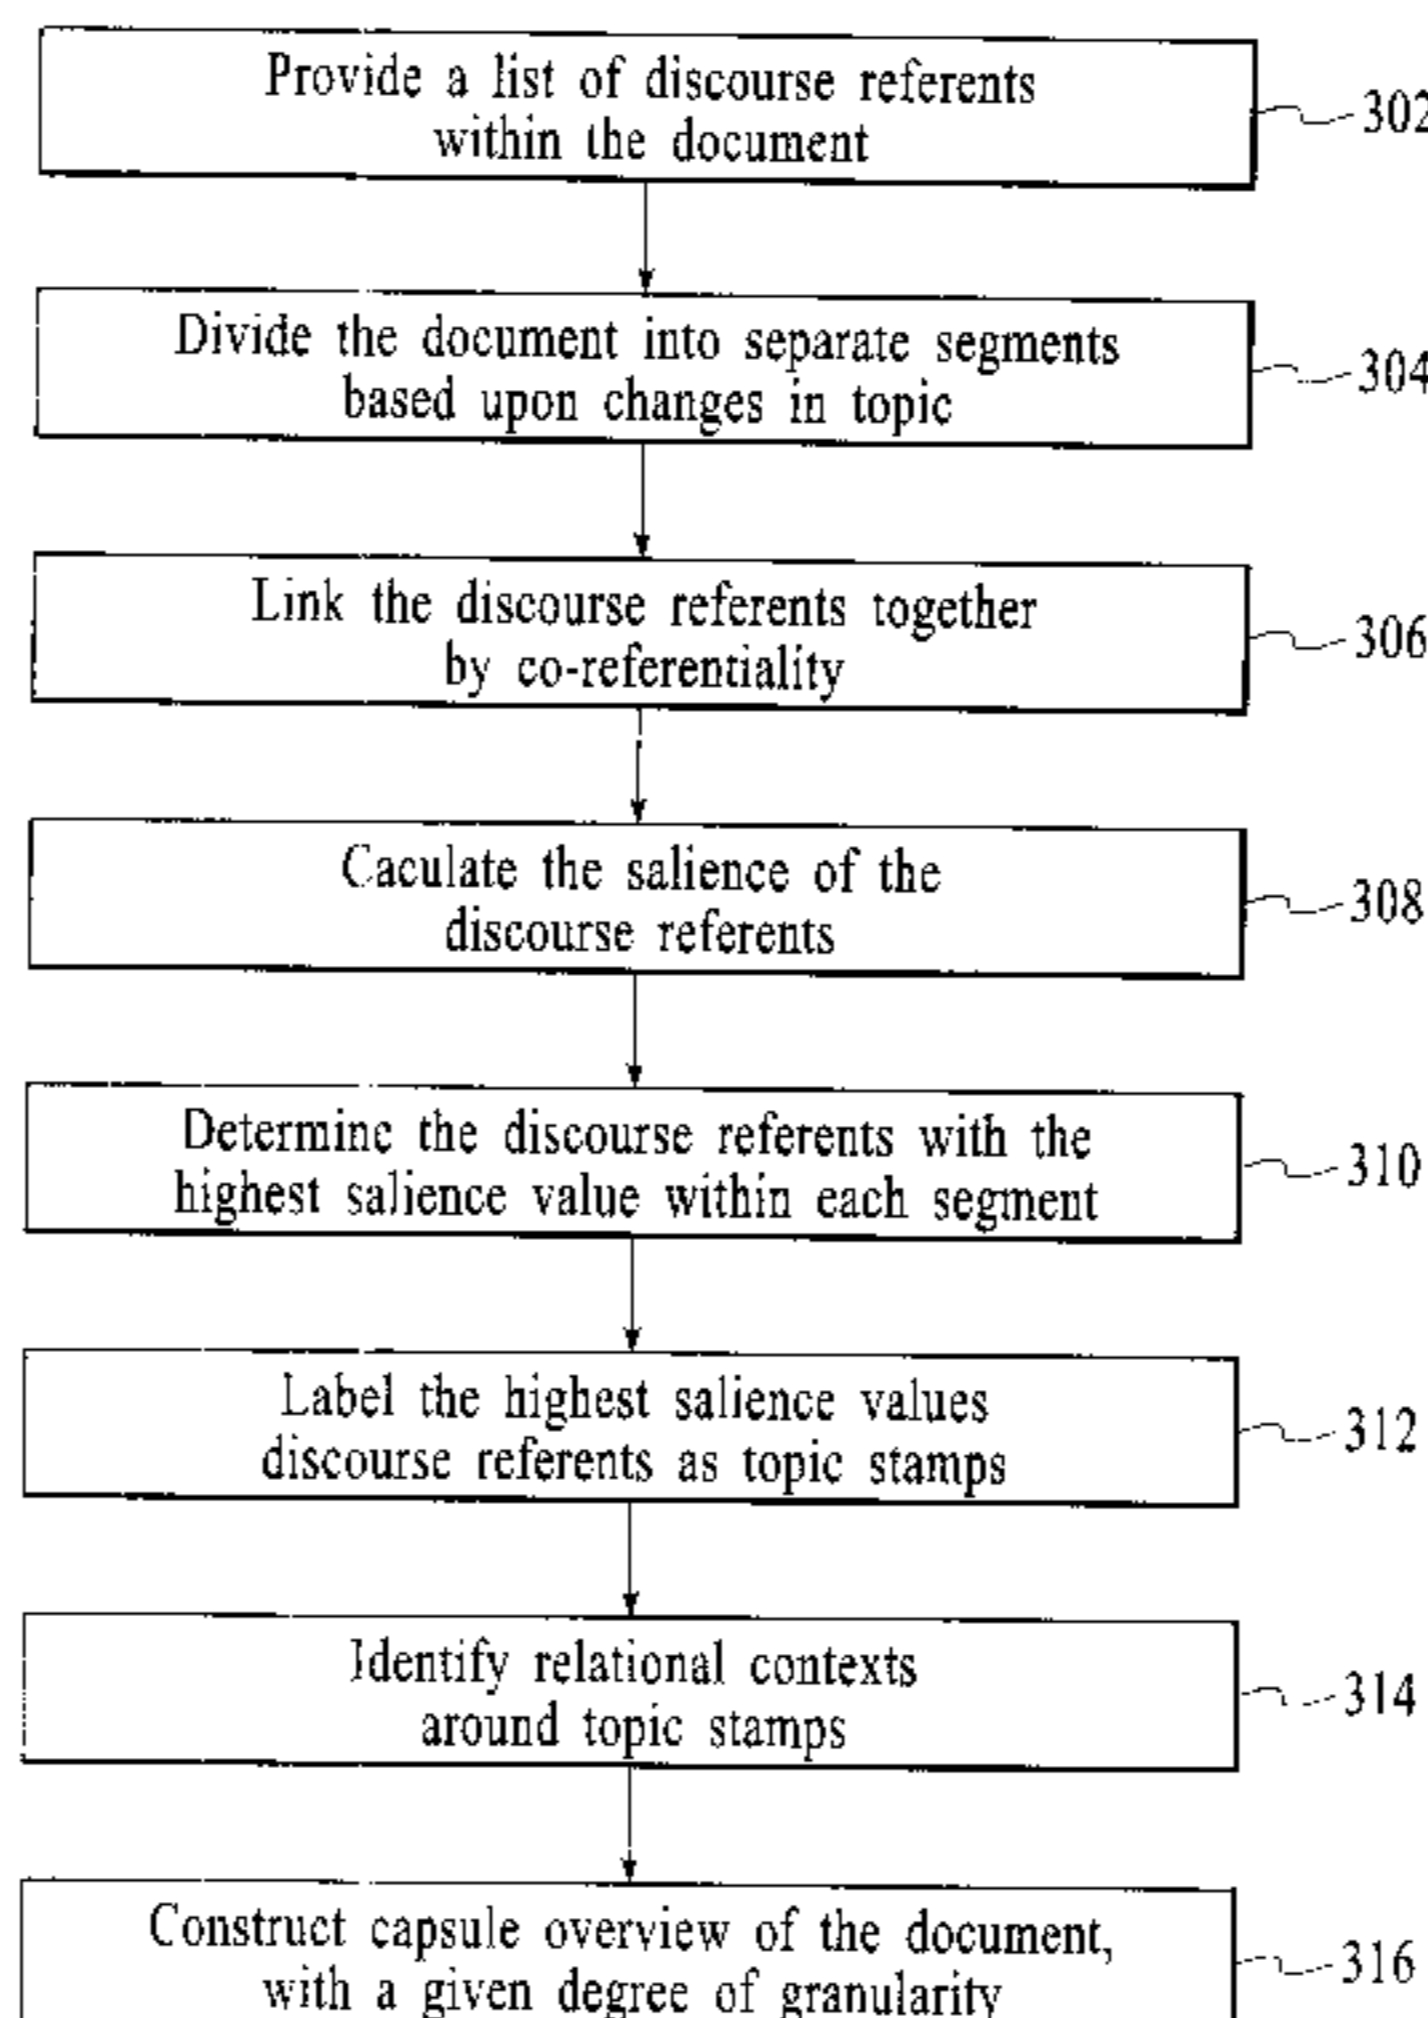 Provide a list of discourse referents
within the document
302
Divide the document into separate segments
based upon changes in topic
304
Link the discourse referents together
by co-referentiality
306
Caculate the salience of the
discourse referents
308
Determine the discourse referents with the
highest salience value within each segment
310
Label the highest salience values
discourse referents as topic stamps
312
Identify relational contexts
around topic stamps
314
Construct capsule overview of the document,
with a given degree of granularity
316